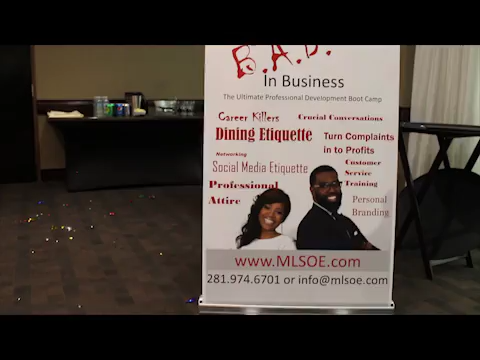 B.A.D.
In Business
The Ultimate Professional Development Boot Camp
Career Killers
Crucial Conversations
Dining Etiquette
Turn Complaints
in to Profits
Networking
Social Media Etiquette
Customer
Service
Training
Professional
Attire
Personal
Branding
www.MLSOE.com
281.974.6701 or info@mlsoe.com